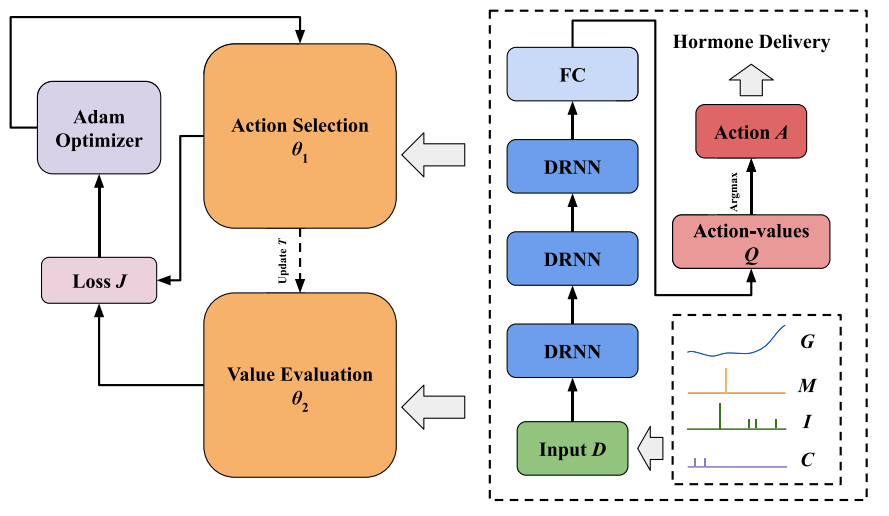 Adam
Optimizer
Action Selection
θ1
Update T
Loss J
Value Evaluation
θ2
FC
DRNN
DRNN
DRNN
Input D
Hormone Delivery
Action A
Argmax
Action-values
Q
G
M
I
C